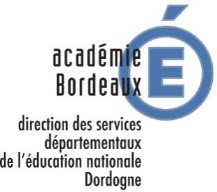 académie
Bordeaux
É
direction des services
départementaux
de l'éducation nationale
Dordogne